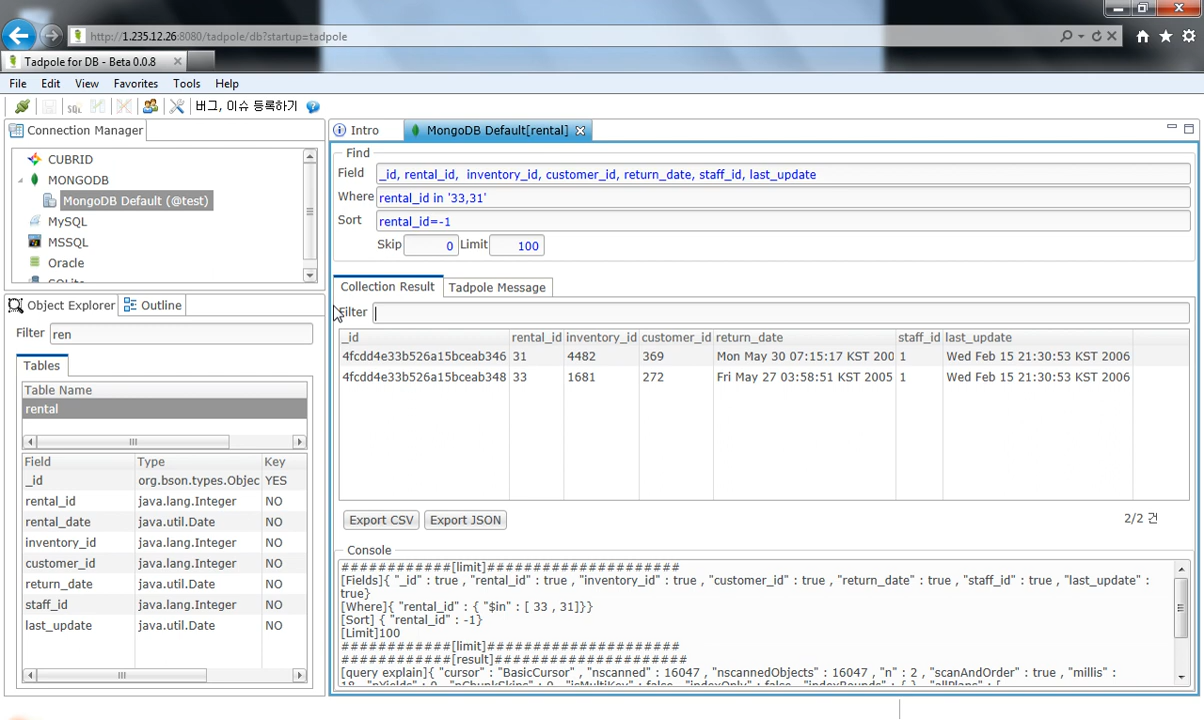 http://1.235.12.26:8080/tadpole/db?startup=tadpole
Tadpole for DB - Beta 0.0.8
File Edit View Favorites Tools Help
SQL 버그, 이슈 등록하기
Connection Manager
CUBRID
MONGODB
MongoDB Default (@test)
MySQL
MSSQL
Oracle
Object Explorer Outline
Filter ren
Tables
Table Name
rental
Field Type Key
_id org.bson.types.Objec YES
rental_id java.lang.Integer NO
rental_date java.util.Date NO
inventory_id java.lang.Integer NO
customer_id java.lang.Integer NO
return_date java.util.Date NO
staff_id java.lang.Integer NO
last_update java.util.Date NO
Intro MongoDB Default[rental]
Find
Field _id, rental_id, inventory_id, customer_id, return_date, staff_id, last_update
Where rental_id in '33,31'
Sort rental_id=-1
Skip 0 Limit 100
Collection Result Tadpole Message
Filter
_id rental_id inventory_id customer_id return_date staff_id last_update
4fcdd4e33b526a15bceab346 31 4482 369 Mon May 30 07:15:17 KST 200 1 Wed Feb 15 21:30:53 KST 2006
4fcdd4e33b526a15bceab348 33 1681 272 Fri May 27 03:58:51 KST 2005 1 Wed Feb 15 21:30:53 KST 2006
Export CSV Export JSON 2/2 건
Console
############[limit]####################
[Fields]{ "_id" : true , "rental_id" : true , "inventory_id" : true , "customer_id" : true , "return_date" : true , "staff_id" : true , "last_update" :
true}
[Where]{ "rental_id" : { "$in" : [ 33 , 31]}}
[Sort] { "rental_id" : -1}
[Limit]100
############[limit]####################
############[result]####################
[query explain]{ "cursor" : "BasicCursor" , "nscanned" : 16047 , "nscannedObjects" : 16047 , "n" : 2 , "scanAndOrder" : true , "millis" :